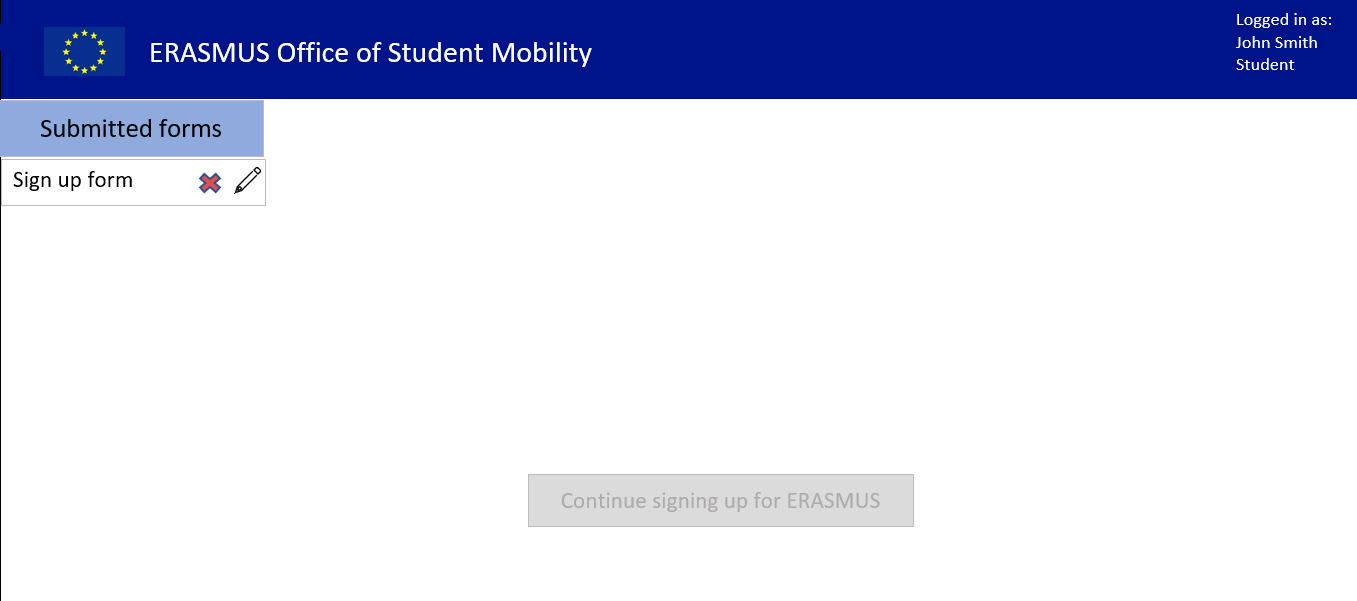 ERASMUS Office of Student Mobility
Logged in as:
John Smith
Student
Submitted forms
Sign up form
Continue signing up for ERASMUS